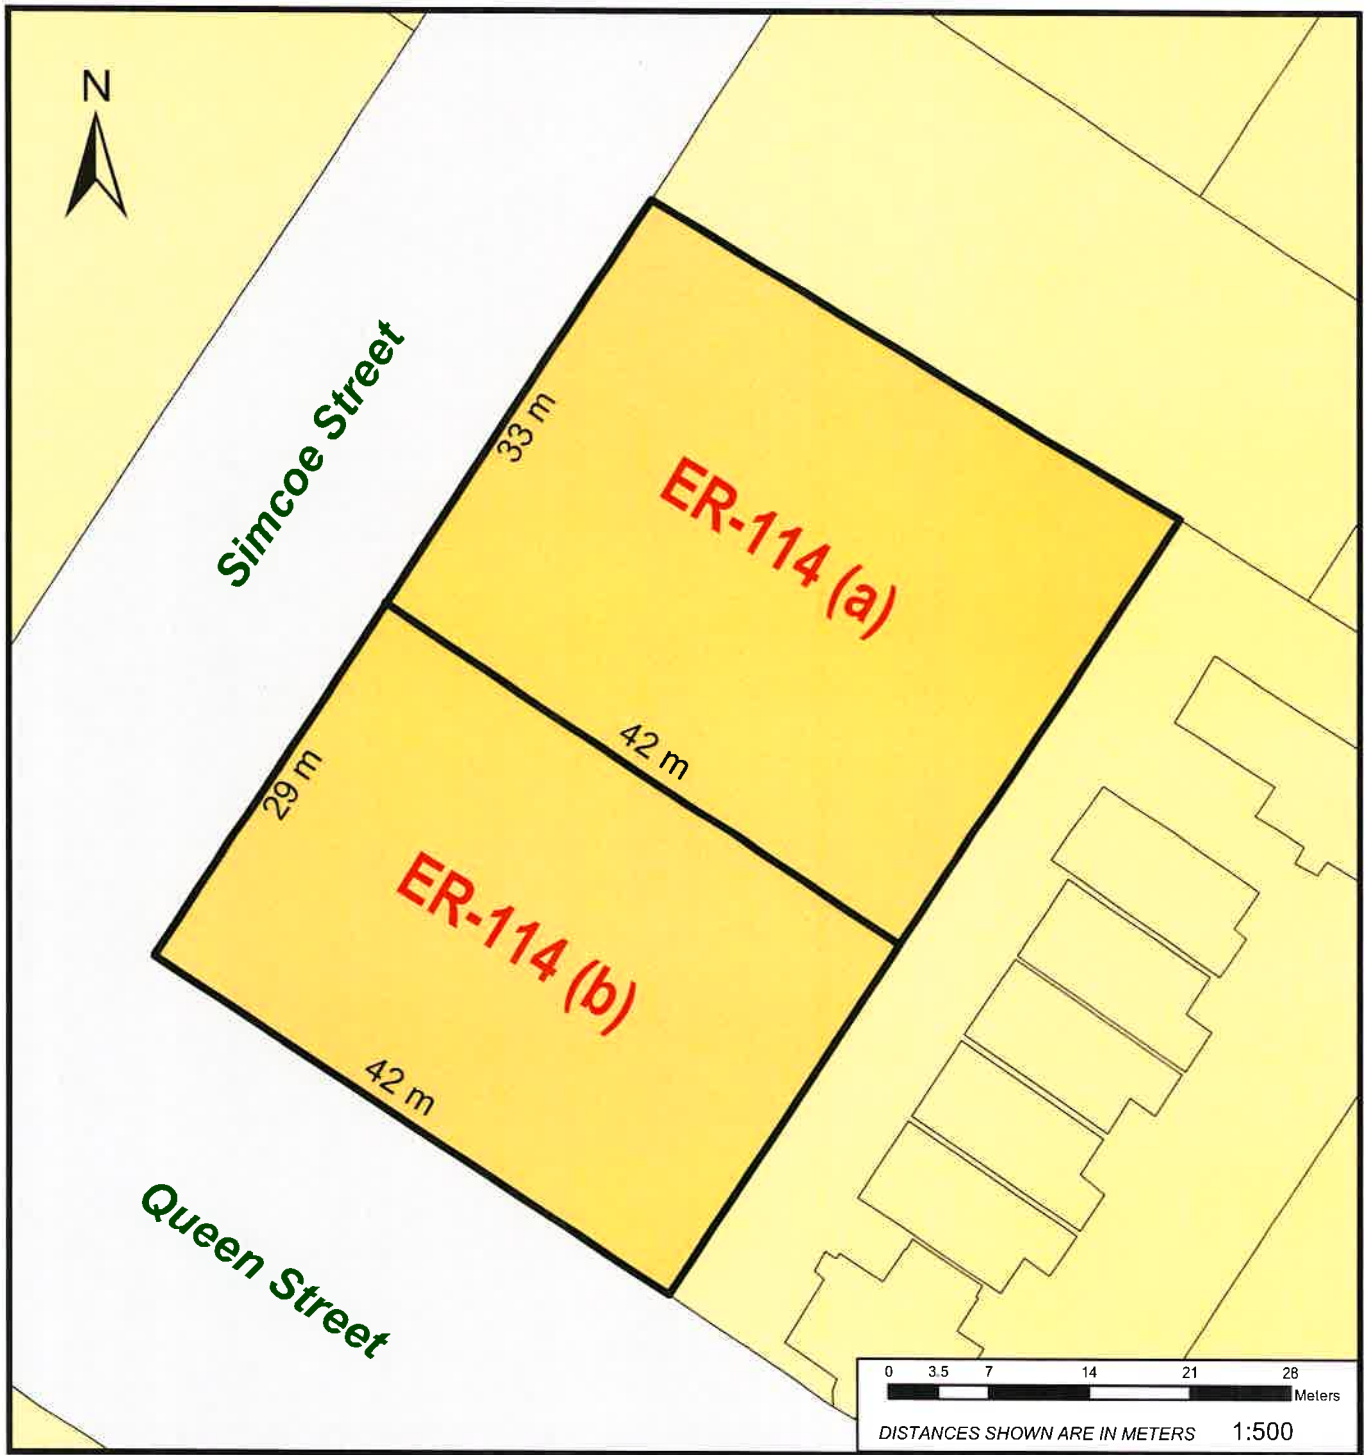 N
Simcoe Street
33 m
ER-114 (a)
42 m
29 m
ER-114 (b)
42 m
Queen Street
0 3.5 7 14 21 28
Meters
DISTANCES SHOWN ARE IN METERS 1:500